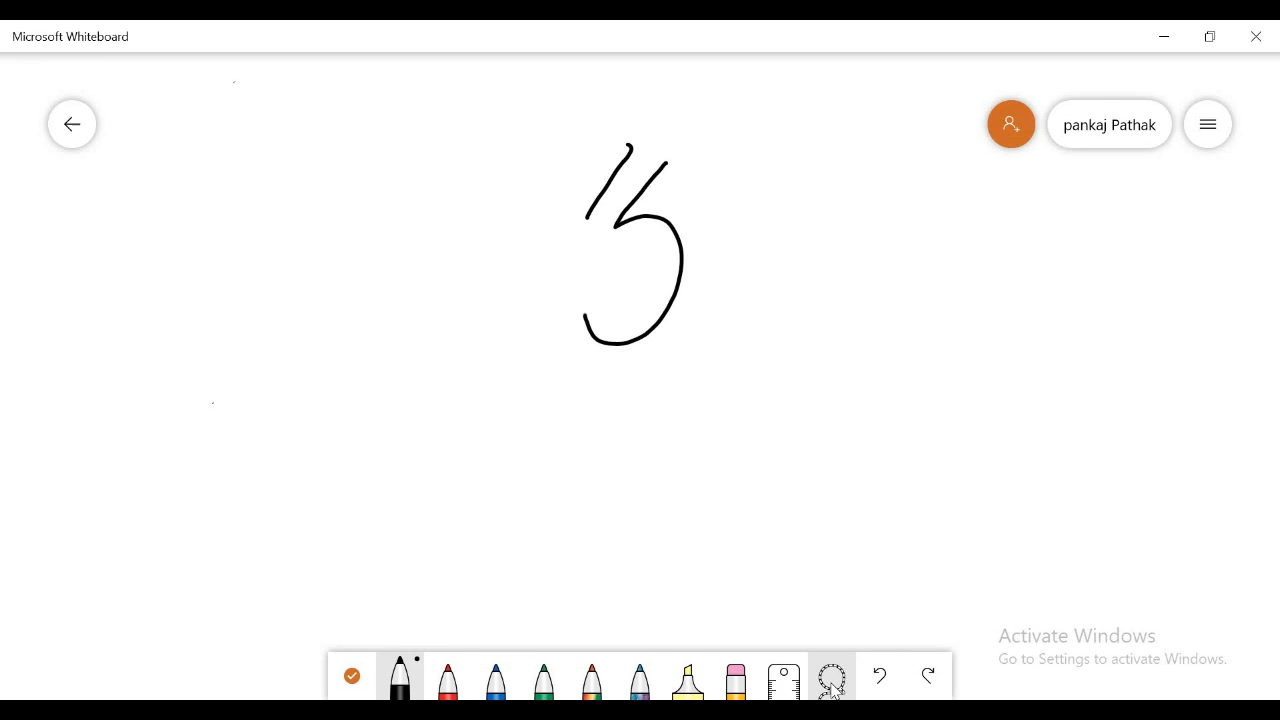 Microsoft Whiteboard
pankaj Pathak
Activate Windows
Go to Settings to activate Windows.